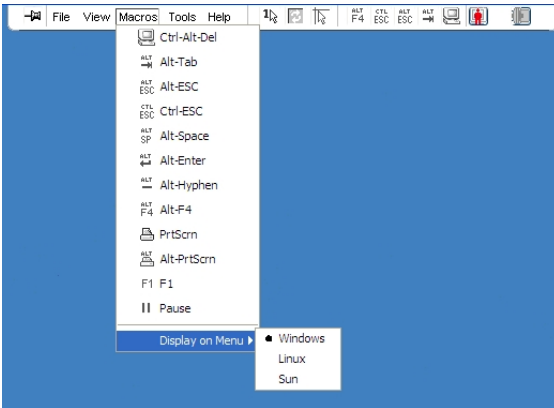 File View Macros Tools Help 1 ALT F4 CTL ESC ALT ESC ALT
Ctrl-Alt-Del
ALT Alt-Tab
ALT ESC Alt-ESC
CTL ESC Ctrl-ESC
ALT SP Alt-Space
ALT Alt-Enter
ALT Alt-Hyphen
ALT F4 Alt-F4
PrtScrn
ALT Alt-PrtScrn
F1 F1
Pause
Display on Menu
Windows
Linux
Sun